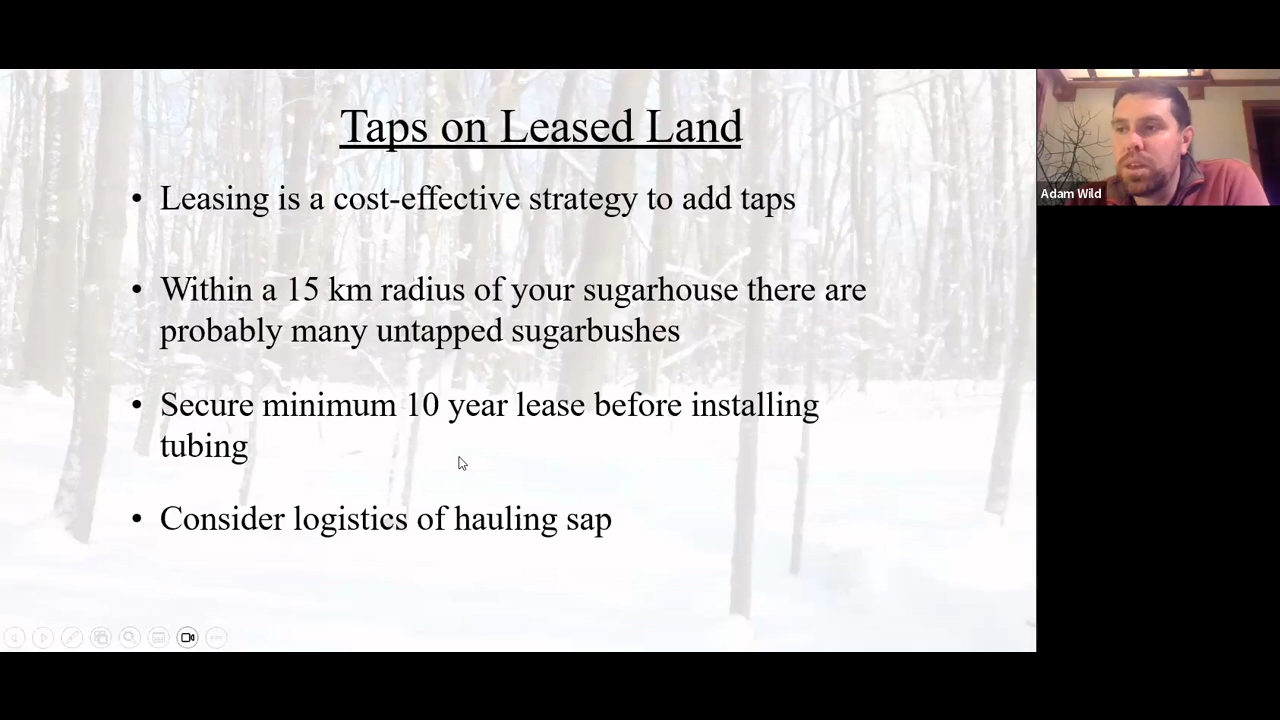 Taps on Leased Land
• Leasing is a cost-effective strategy to add taps
• Within a 15 km radius of your sugarhouse there are
probably many untapped sugarbushes
• Secure minimum 10 year lease before installing
tubing
• Consider logistics of hauling sap
Adam Wild